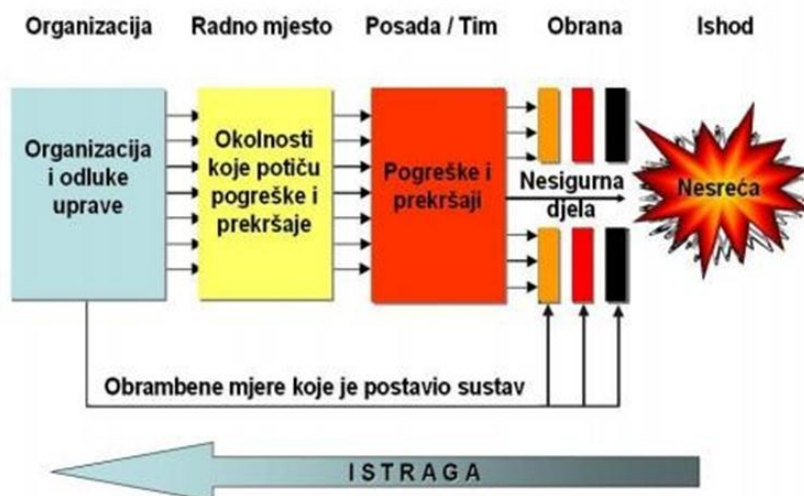 Organizacija
Radno mjesto
Posada / Tim
Obrana
Ishod
Organizacija
i odluke
uprave
Okolnosti
koje potiču
pogreške i
prekršaje
Pogreške i
prekršaji
Nesigurna
djela
Nesreća
Obrambene mjere koje je postavio sustav
ISTRAGA